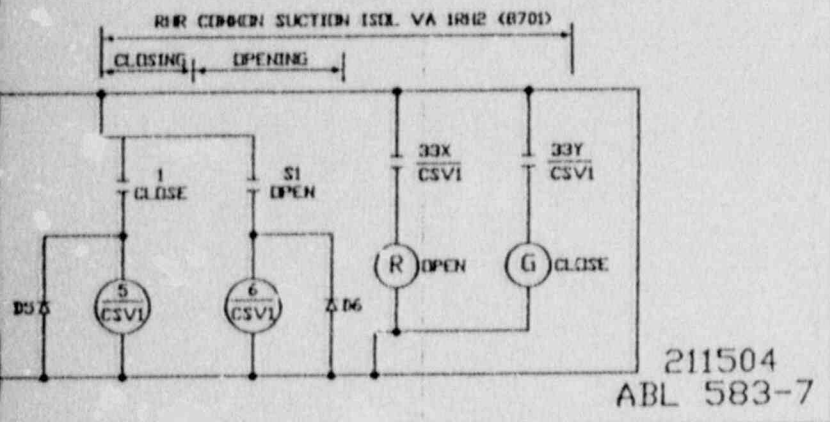 RHR COMMON SUCTION ISOL VA 1RH2 (8701)
CLOSING OPENING
1
CLOSE
S1
OPEN
33X
CSV1
33Y
CSV1
R OPEN
G CLOSE
D5
5
CSV1
6
CSV1
D6
211504
ABL 583-7